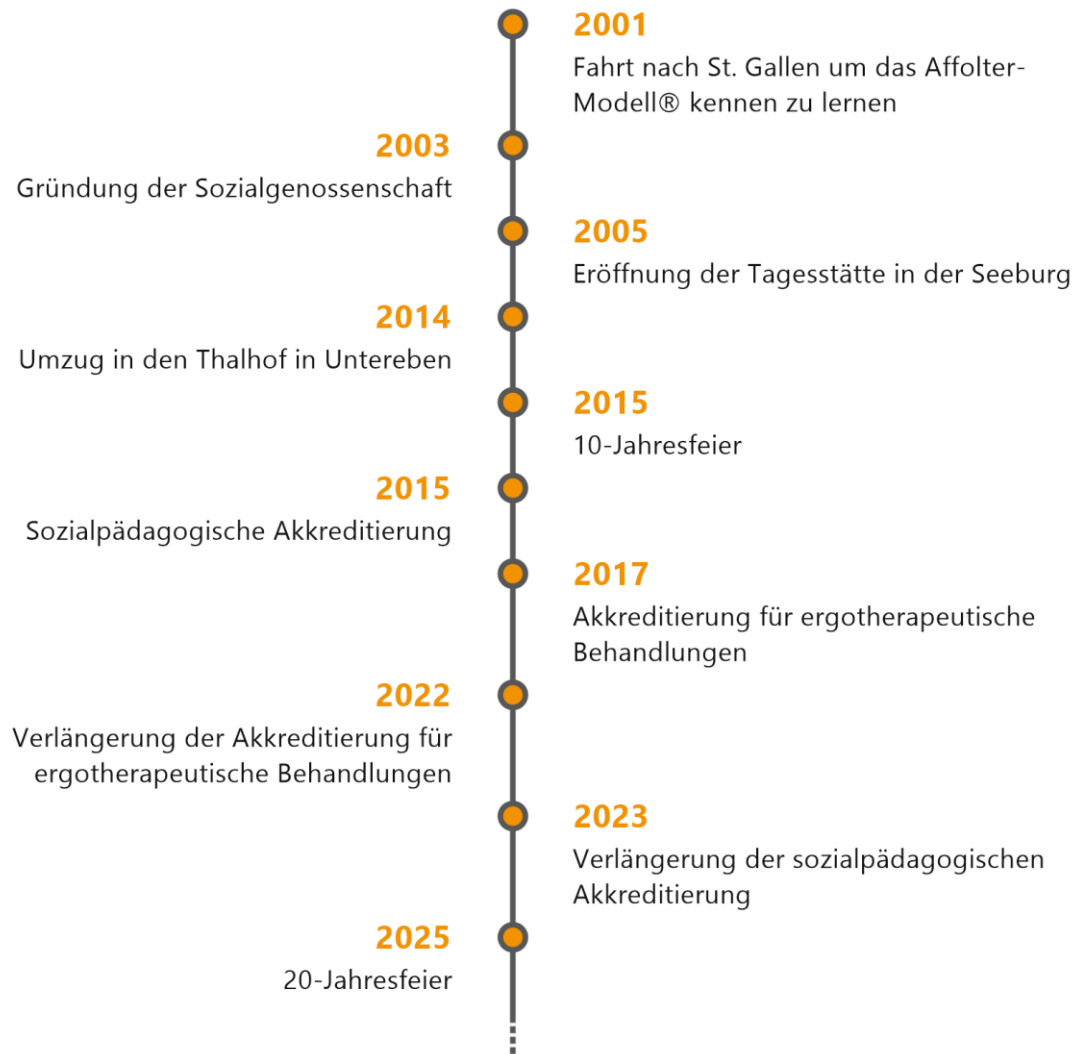 2001
Fahrt nach St. Gallen um das Affolter-
Modell® kennen zu lernen
2003
Gründung der Sozialgenossenschaft
2005
Eröffnung der Tagesstätte in der Seeburg
2014
Umzug in den Thalhof in Untereben
2015
10-Jahresfeier
2015
Sozialpädagogische Akkreditierung
2017
Akkreditierung für ergotherapeutische
Behandlungen
2022
Verlängerung der Akkreditierung für
ergotherapeutische Behandlungen
2023
Verlängerung der sozialpädagogischen
Akkreditierung
2025
20-Jahresfeier